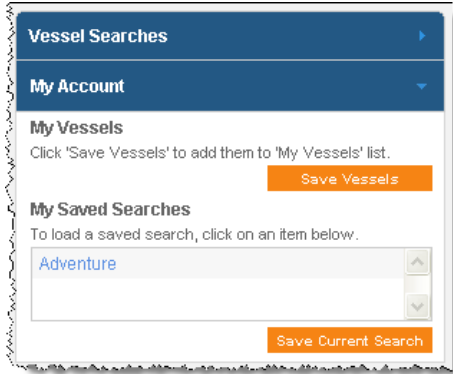 Vessel Searches
My Account
My Vessels
Click 'Save Vessels' to add them to 'My Vessels' list.
Save Vessels
My Saved Searches
To load a saved search, click on an item below.
Adventure
Save Current Search